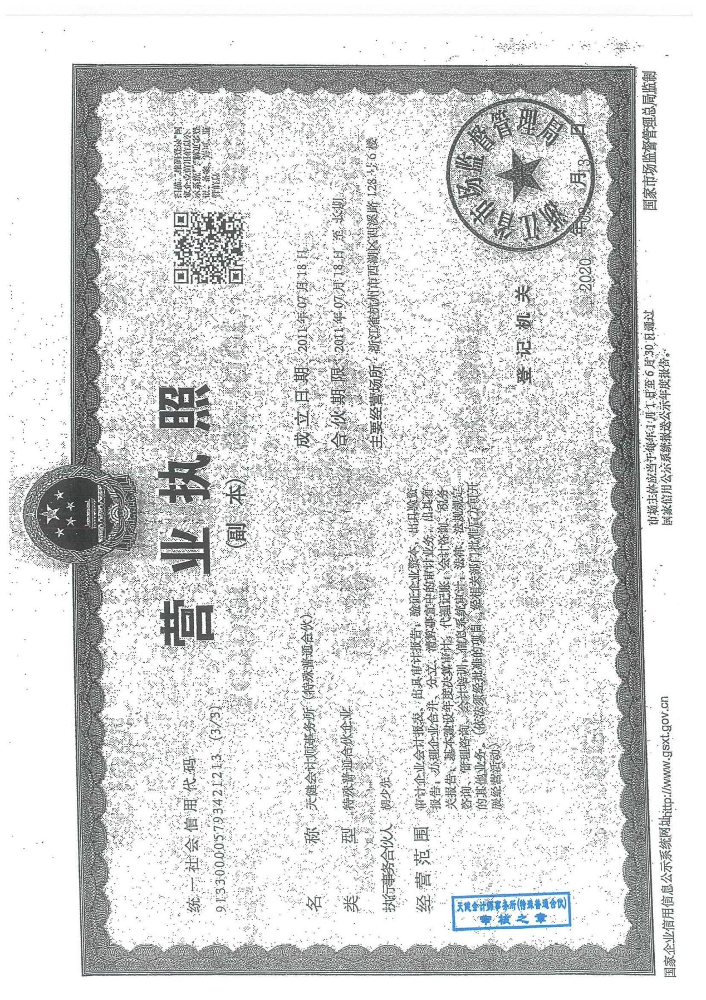 营业执照
(副 本)
统一社会信用代码
913300005793421213 (3/3)
扫描二维码登录“国
家企业信用信息公示
系统”了解更多登
记、备案、许可、监
管信息
名 称 天健会计师事务所(特殊普通合伙)
类 型 特殊普通合伙企业
执行事务合伙人 胡少先
经营范围 审计企业会计报表、出具审计报告;验证企业资本,出具验资
报告;办理企业合并、分立、清算事宜中的审计业务,出具有
关报告;基本建设年度决算审计;代理记账;会计咨询、税务
咨询、管理咨询、会计培训;信息系统审计;法律、法规规定
的其他业务。(依法须经批准的项目,经相关部门批准后方可开
展经营活动)
成立日期 2011年07月18日
合伙期限 2011年07月18日至 长期
主要经营场所 浙江省杭州市西湖区西溪路128号6楼
登记机关
浙江省市场监督管理局
2020 年 03 月 13 日
天健会计师事务所(特殊普通合伙)
审核之章
国家企业信用信息公示系统网址http://www.gsxt.gov.cn
市场主体应当于每年1月1日至6月30日通过
国家信用公示系统报送公示年度报告。
国家市场监督管理总局监制